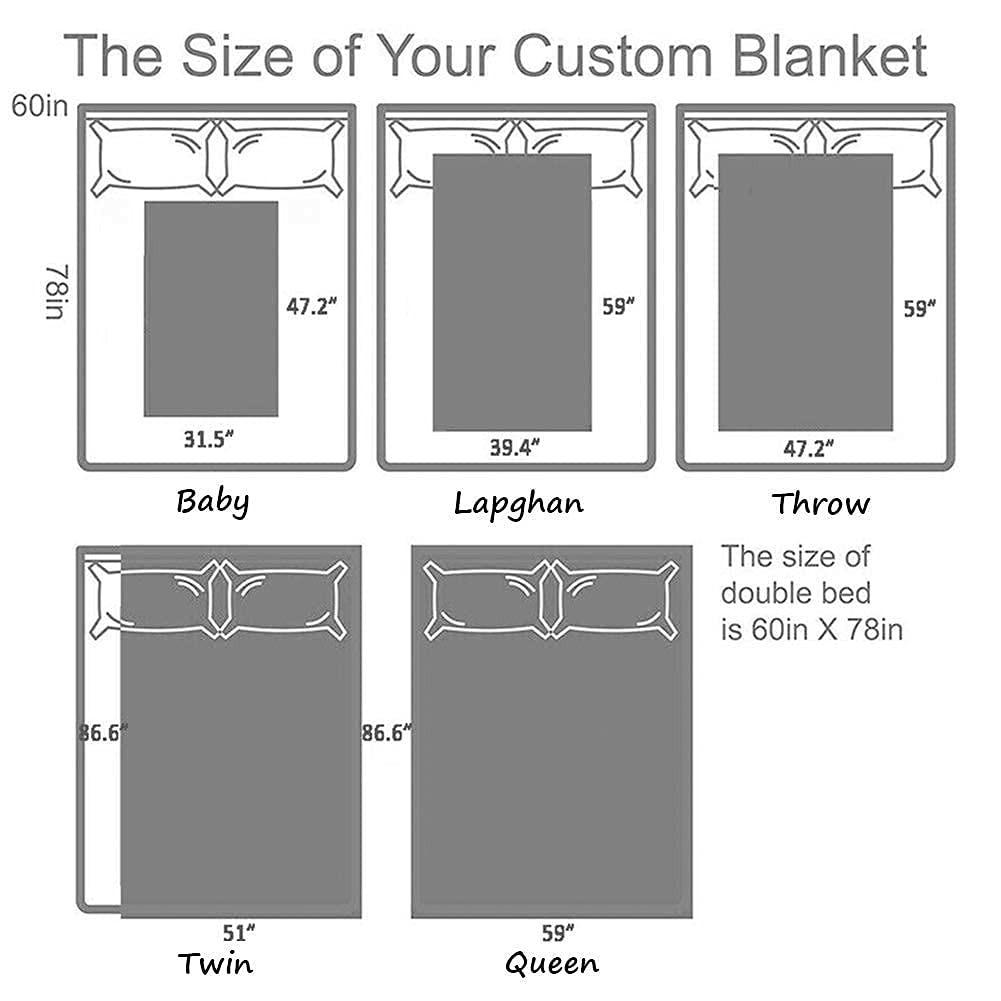 The Size of Your Custom Blanket
60in
78in
47.2"
31.5"
Baby
59"
39.4"
Lapghan
59"
47.2"
Throw
86.6"
51"
Twin
86.6"
59"
Queen
The size of
double bed
is 60in X 78in